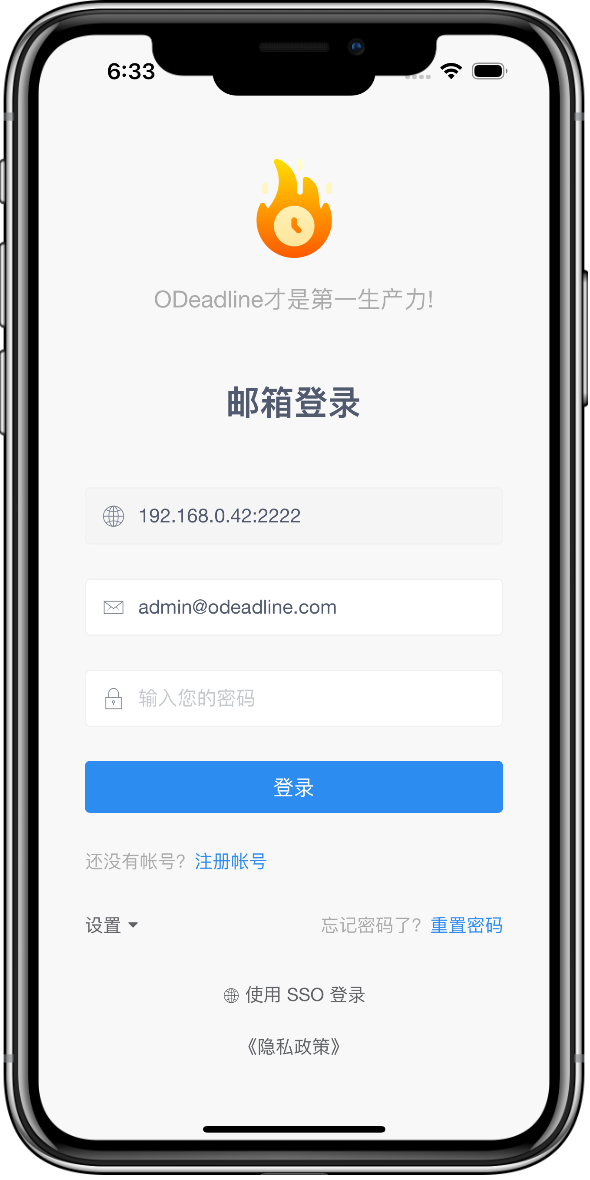 6:33
ODeadline才是第一生产力!
邮箱登录
192.168.0.42:2222
admin@odeadline.com
输入您的密码
登录
还没有帐号? 注册帐号
设置 忘记密码了? 重置密码
使用 SSO 登录
《隐私政策》